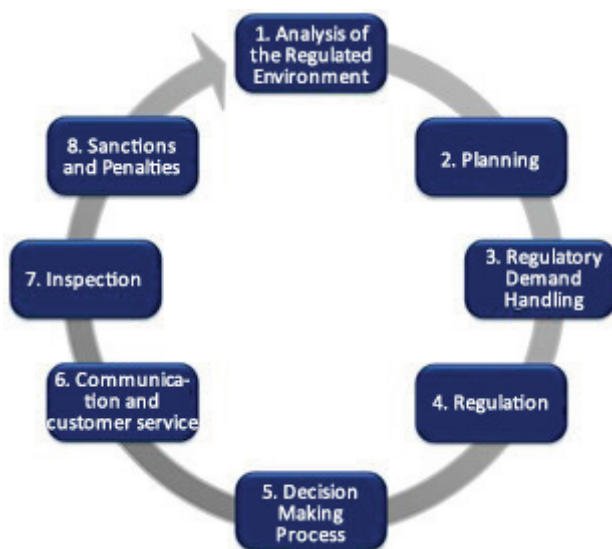 1. Analysis of
the Regulated
Environment
2. Planning
3. Regulatory
Demand
Handling
4. Regulation
5. Decision
Making
Process
6. Communica-
tion and
customer service
7. Inspection
8. Sanctions
and Penalties